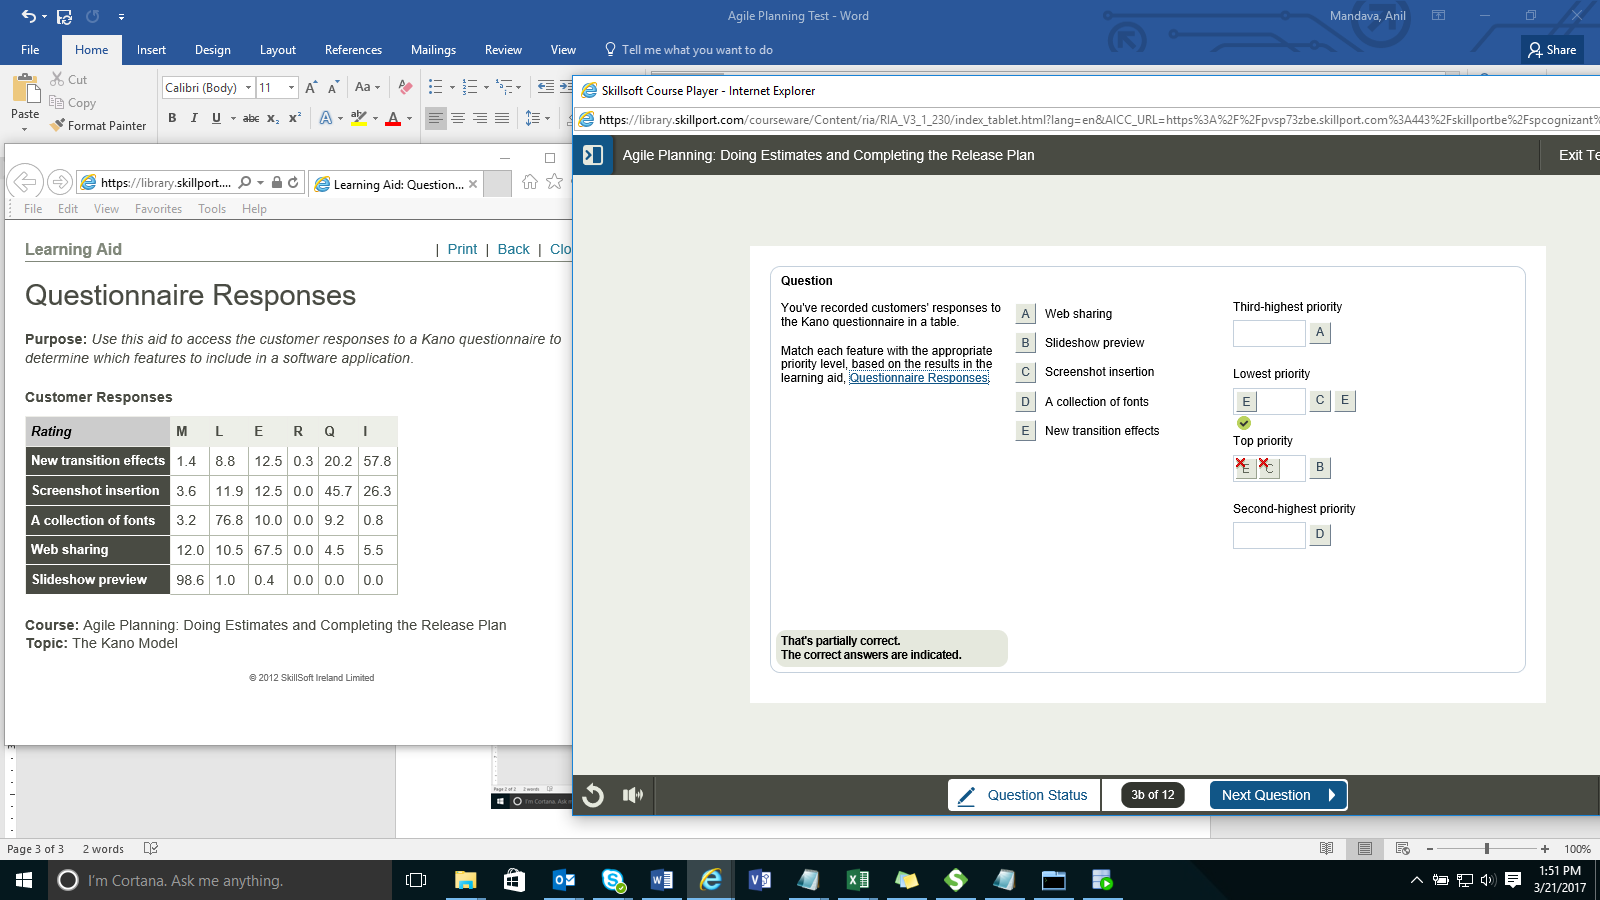 Agile Planning Test - Word
Mandava, Anil
File Home Insert Design Layout References Mailings Review View Tell me what you want to do
Share
Paste
Cut
Copy
Format Painter
Calibri (Body) 11
Skillsoft Course Player - Internet Explorer
https://library.skillport.com/courseware/Content/ria/RIA_V3_1_230/index_tablet.html?lang=en&AICC_URL=https%3A%2F%2Fpvsp73zbe.skillport.com%3A443%2Fskillportbe%2Fspcognizant%
Agile Planning: Doing Estimates and Completing the Release Plan
Exit Te
https://library.skillport....
Learning Aid: Question...
File Edit View Favorites Tools Help
Learning Aid
| Print | Back | Clo
Questionnaire Responses
Purpose: Use this aid to access the customer responses to a Kano questionnaire to
determine which features to include in a software application.
Customer Responses
Rating M L E R Q I
New transition effects 1.4 8.8 12.5 0.3 20.2 57.8
Screenshot insertion 3.6 11.9 12.5 0.0 45.7 26.3
A collection of fonts 3.2 76.8 10.0 0.0 9.2 0.8
Web sharing 12.0 10.5 67.5 0.0 4.5 5.5
Slideshow preview 98.6 1.0 0.4 0.0 0.0 0.0
Course: Agile Planning: Doing Estimates and Completing the Release Plan
Topic: The Kano Model
© 2012 SkillSoft Ireland Limited
Question
You've recorded customers' responses to
the Kano questionnaire in a table.
Match each feature with the appropriate
priority level, based on the results in the
learning aid, Questionnaire Responses.
A Web sharing
B Slideshow preview
C Screenshot insertion
D A collection of fonts
E New transition effects
Third-highest priority
A
Lowest priority
E C E
Top priority
E C B
Second-highest priority
D
That's partially correct.
The correct answers are indicated.
Question Status
3b of 12
Next Question
Page 3 of 3 2 words
100%
I'm Cortana. Ask me anything.
1:51 PM
3/21/2017